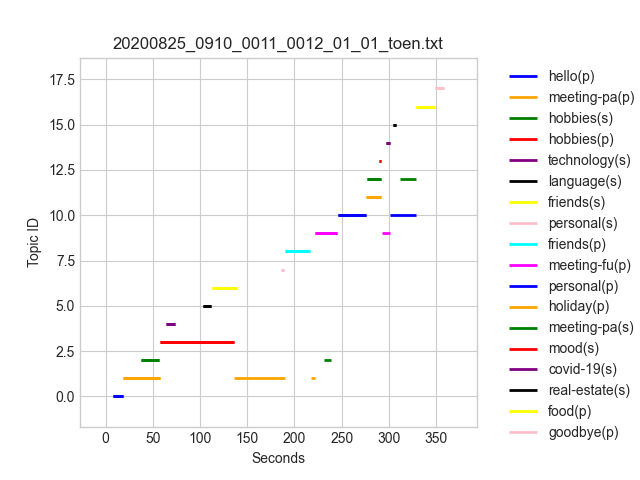 20200825_0910_0011_0012_01_01_toen.txt
Topic ID
17.5
15.0
12.5
10.0
7.5
5.0
2.5
0.0
0 50 100 150 200 250 300 350
Seconds
hello(p)
meeting-pa(p)
hobbies(s)
hobbies(p)
technology(s)
language(s)
friends(s)
personal(s)
friends(p)
meeting-fu(p)
personal(p)
holiday(p)
meeting-pa(s)
mood(s)
covid-19(s)
real-estate(s)
food(p)
goodbye(p)